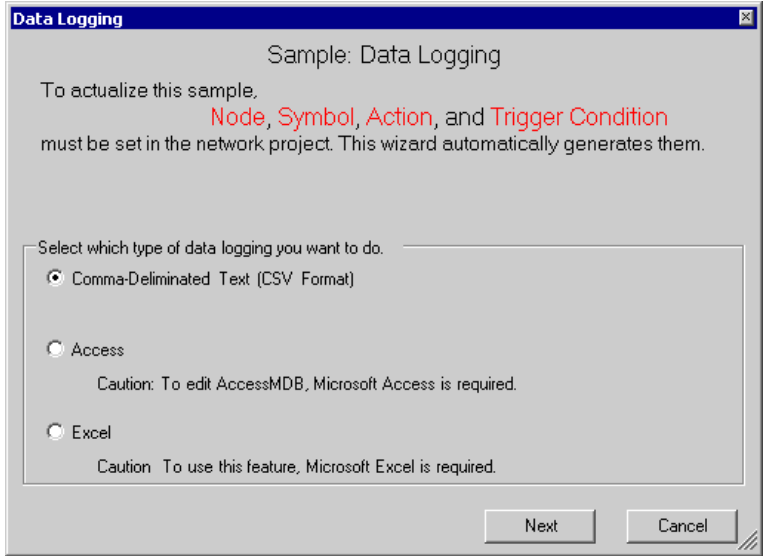 Data Logging
Sample: Data Logging
To actualize this sample,
Node, Symbol, Action, and Trigger Condition
must be set in the network project. This wizard automatically generates them.
Select which type of data logging you want to do.
Comma-Deliminated Text (CSV Format)
Access
Caution: To edit AccessMDB, Microsoft Access is required.
Excel
Caution To use this feature, Microsoft Excel is required.
Next Cancel